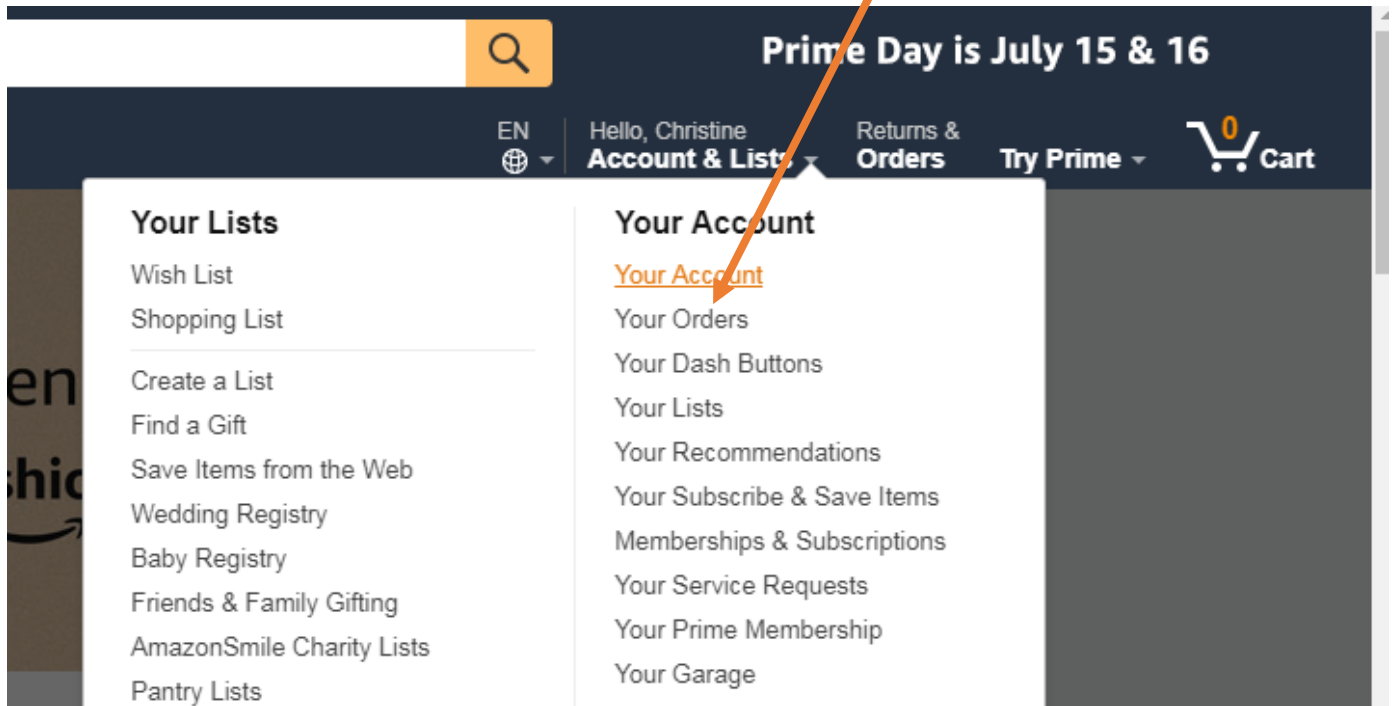 Prime Day is July 15 & 16
EN
Hello, Christine
Account & Lists
Returns &
Orders
Try Prime
0
Cart
Your Lists
Wish List
Shopping List
Create a List
Find a Gift
Save Items from the Web
Wedding Registry
Baby Registry
Friends & Family Gifting
AmazonSmile Charity Lists
Pantry Lists
Your Account
Your Account
Your Orders
Your Dash Buttons
Your Lists
Your Recommendations
Your Subscribe & Save Items
Memberships & Subscriptions
Your Service Requests
Your Prime Membership
Your Garage
en
shic